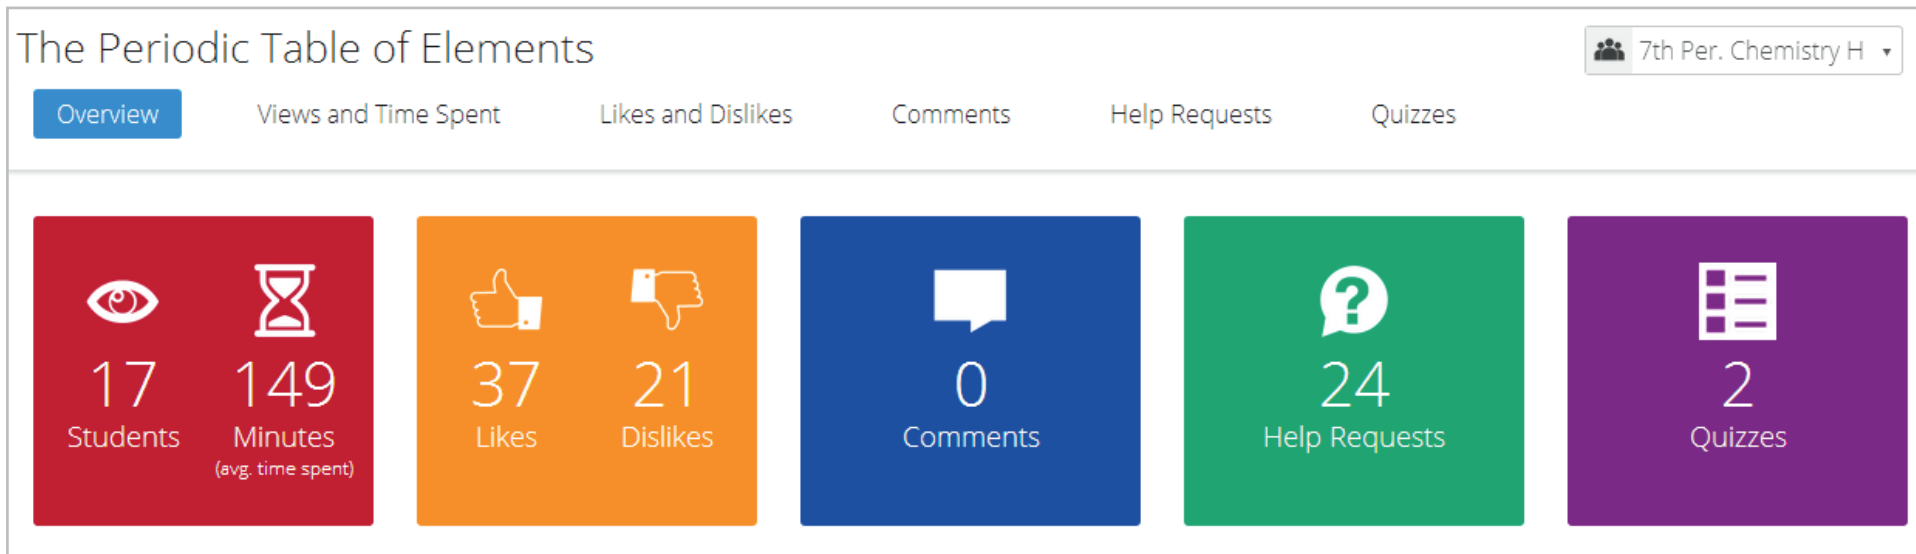 The Periodic Table of Elements
7th Per. Chemistry H
Overview Views and Time Spent Likes and Dislikes Comments Help Requests Quizzes
17 149 37 21 0 24 2
Students Minutes Likes Dislikes Comments Help Requests Quizzes
(avg. time spent)